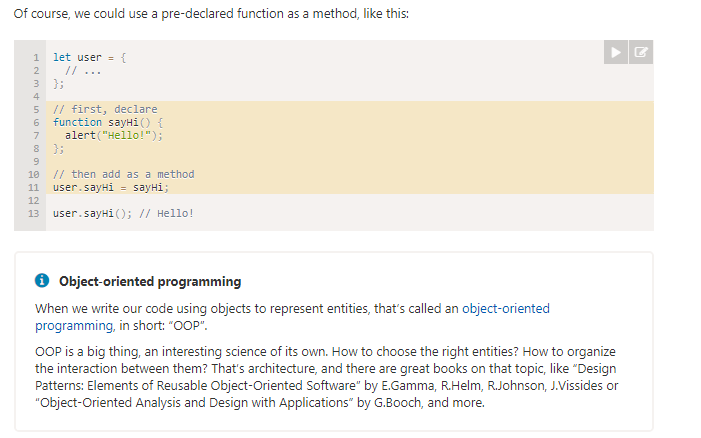 Of course, we could use a pre-declared function as a method, like this:
1 let user = {
2 // ...
3 };
4
5 // first, declare
6 function sayHi() {
7 alert("Hello!");
8 };
9
10 // then add as a method
11 user.sayHi = sayHi;
12
13 user.sayHi(); // Hello!
Object-oriented programming
When we write our code using objects to represent entities, that's called an object-oriented
programming, in short: "OOP".
OOP is a big thing, an interesting science of its own. How to choose the right entities? How to organize
the interaction between them? That's architecture, and there are great books on that topic, like "Design
Patterns: Elements of Reusable Object-Oriented Software" by E.Gamma, R.Helm, R.Johnson, J.Vissides or
"Object-Oriented Analysis and Design with Applications" by G.Booch, and more.